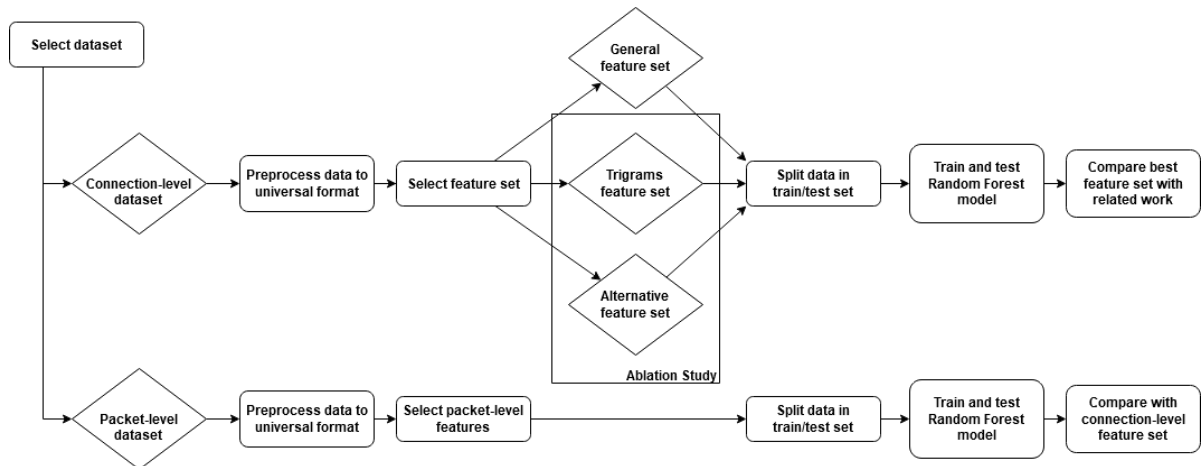 Select dataset
General
feature set
Connection-level
dataset
Preprocess data to
universal format
Select feature set
Trigrams
feature set
Split data in
train/test set
Train and test
Random Forest
model
Compare best
feature set with
related work
Alternative
feature set
Ablation Study
Packet-level
dataset
Preprocess data to
universal format
Select packet-level
features
Split data in
train/test set
Train and test
Random Forest
model
Compare with
connection-level
feature set